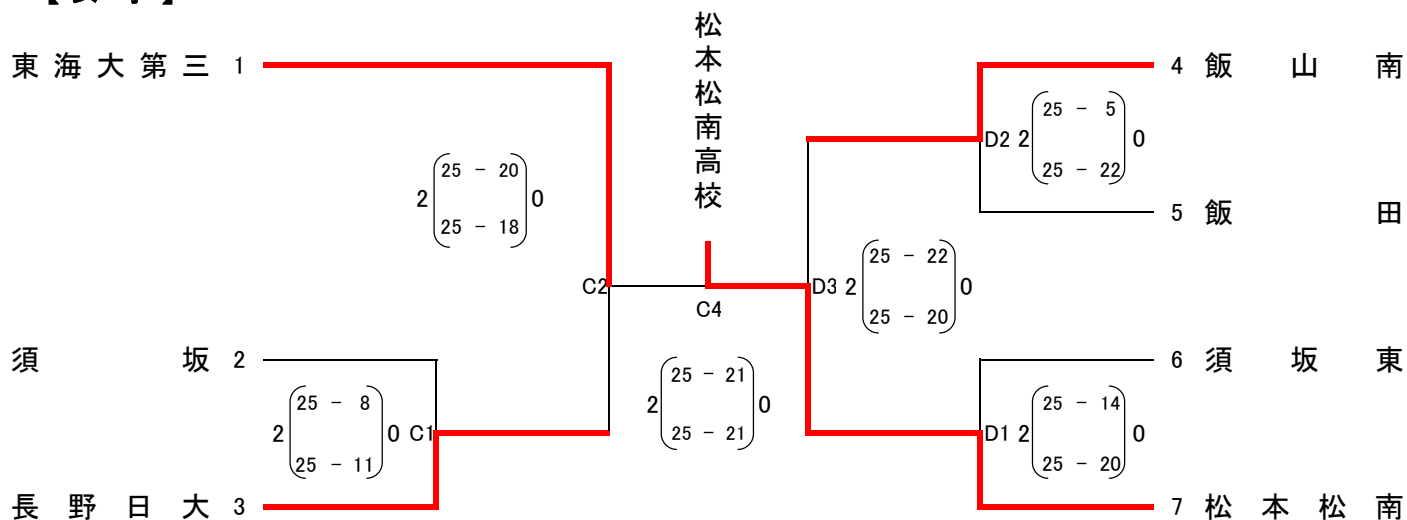 東海大第三 1
須坂 2
長野日大 3
松本松南高校
4 飯山南
5 飯田
6 須坂東
7 松本松南
C2
2 25 － 20 0
25 － 18
C1
2 25 － 8 0
25 － 11
C4
2 25 － 21 0
25 － 21
D2
2 25 － 5 0
25 － 22
D3
2 25 － 22 0
25 － 20
D1
2 25 － 14 0
25 － 20